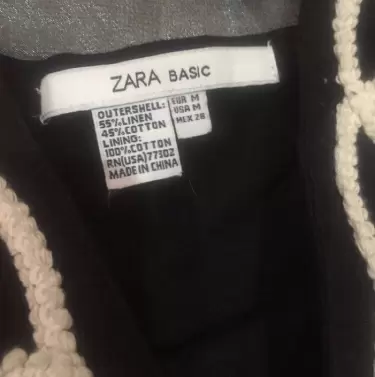 ZARA BASIC
OUTERSHELL:
55%LINEN
45%COTTON
LINING:
100%COTTON
RN(USA)77302
MADE IN CHINA
EUR M
USA M
MEX 28